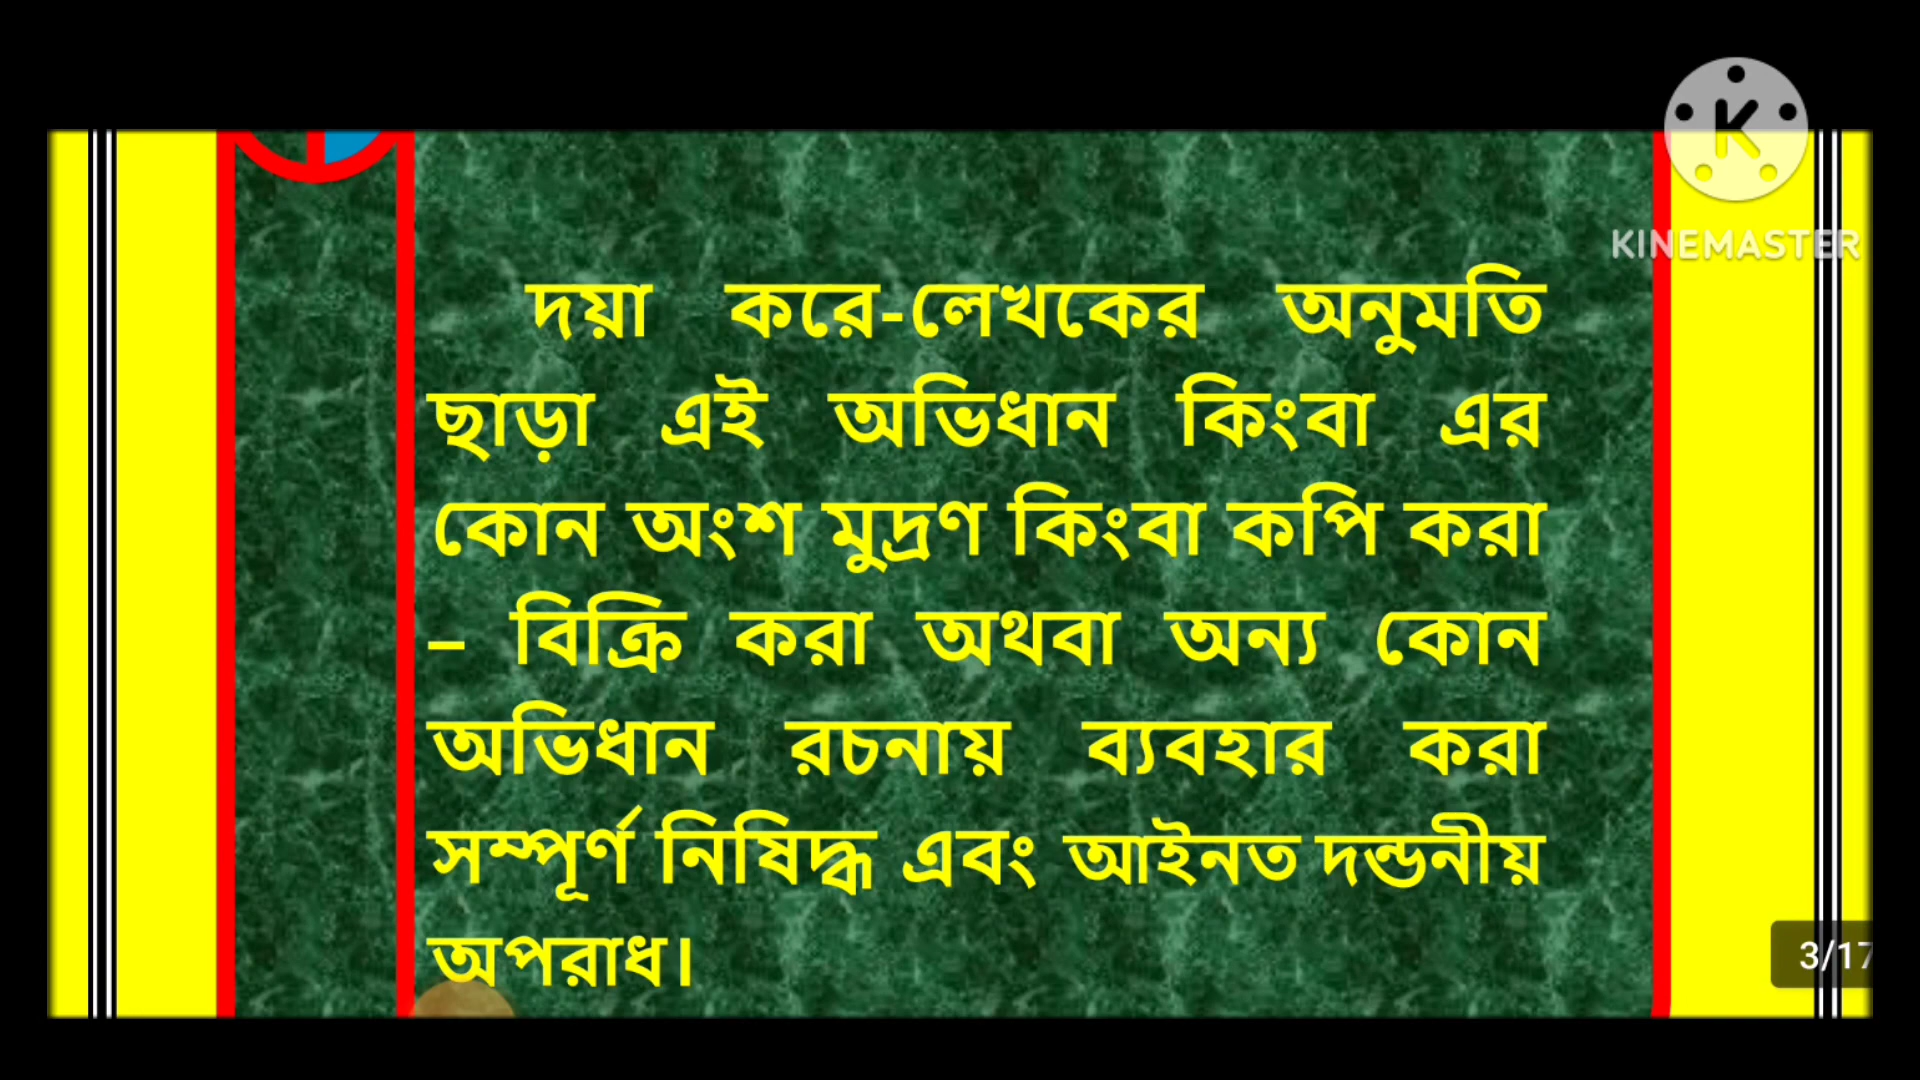 KINEMASTER
দয়া করে-লেখকের অনুমতি
ছাড়া এই অভিধান কিংবা এর
কোন অংশ মুদ্রণ কিংবা কপি করা
– বিক্রি করা অথবা অন্য কোন
অভিধান রচনায় ব্যবহার করা
সম্পূর্ণ নিষিদ্ধ এবং আইনত দন্ডনীয়
অপরাধ।
3/17